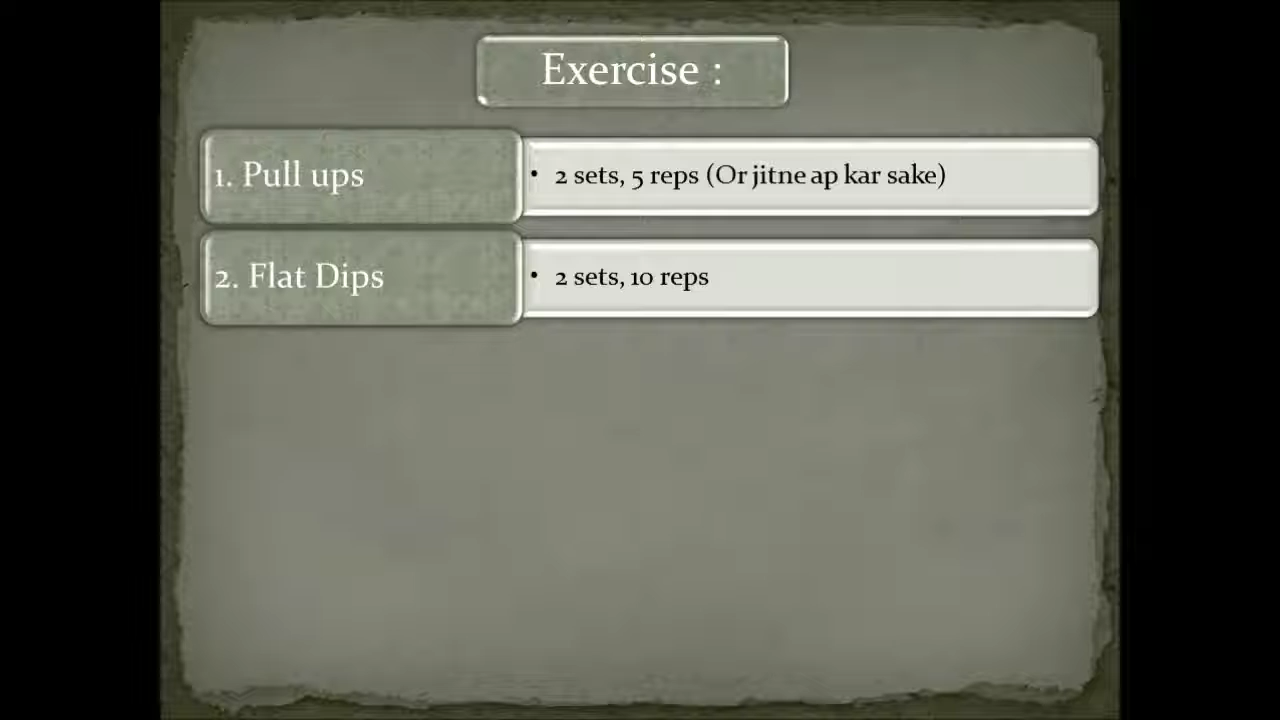 Exercise :
1. Pull ups
• 2 sets, 5 reps (Or jitne ap kar sake)
2. Flat Dips
• 2 sets, 10 reps